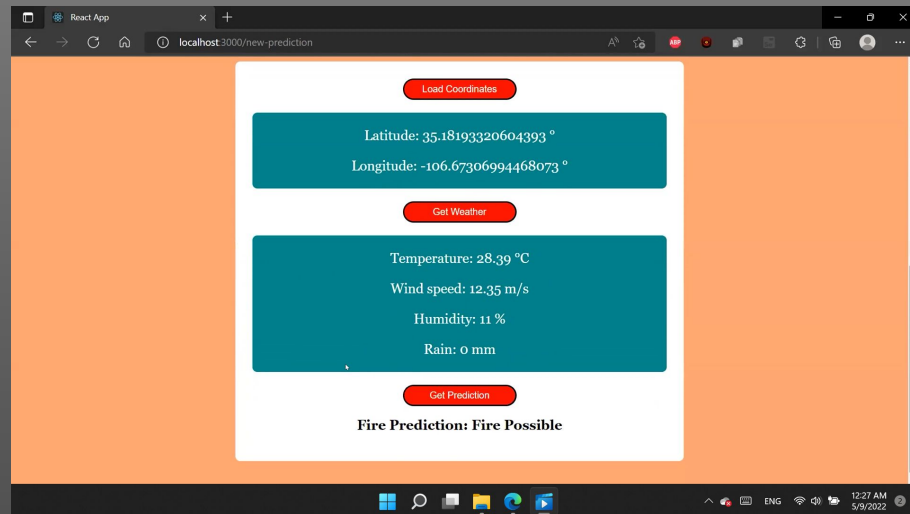 React App
localhost:3000/new-prediction
ABP
Load Coordinates
Latitude: 35.18193320604393 °
Longitude: -106.67306994468073 °
Get Weather
Temperature: 28.39 °C
Wind speed: 12.35 m/s
Humidity: 11 %
Rain: 0 mm
Get Prediction
Fire Prediction: Fire Possible
ENG
12:27 AM
5/9/2022
2